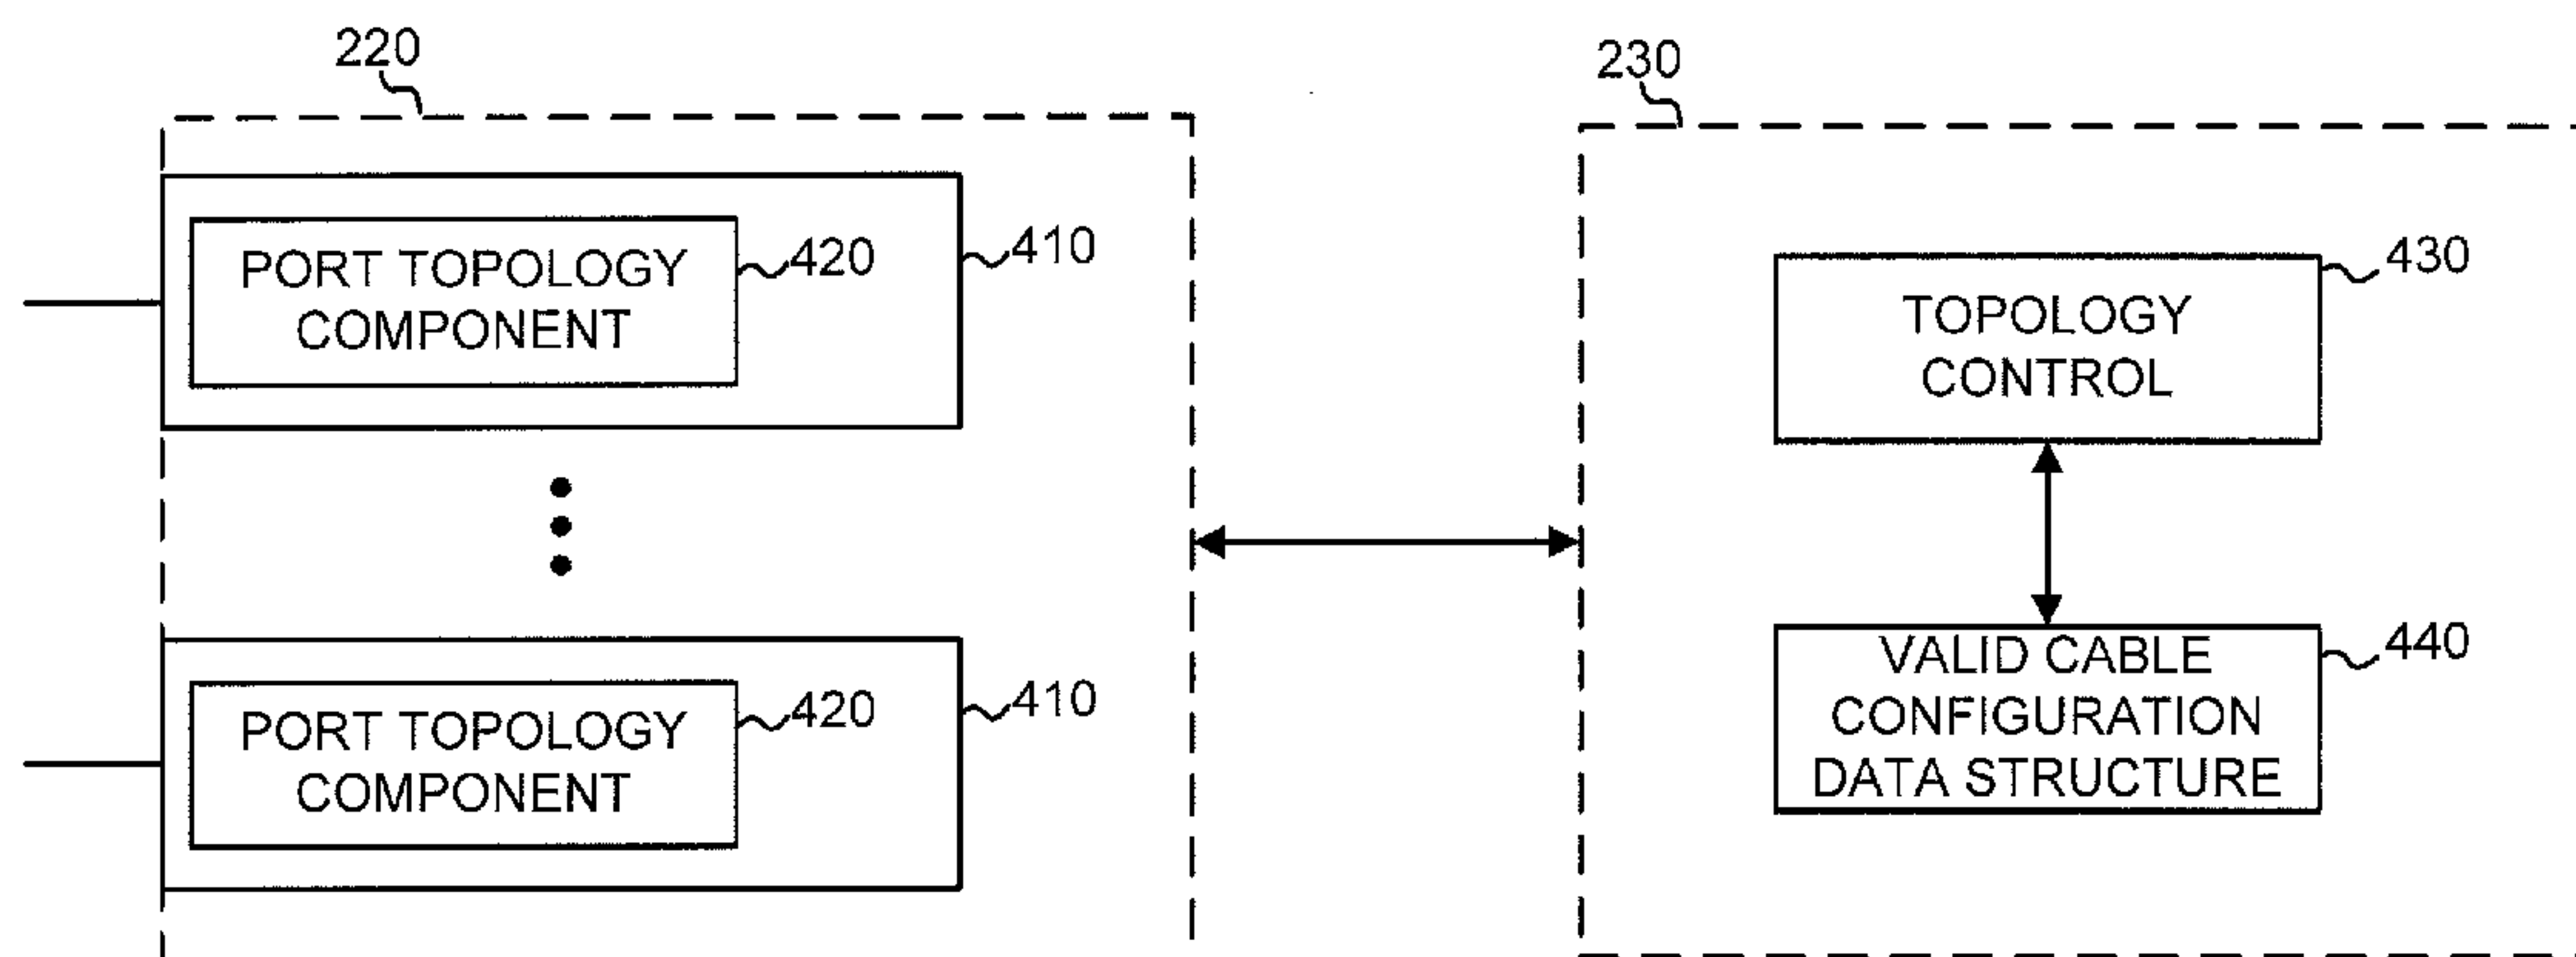 220
230
PORT TOPOLOGY
COMPONENT
420
410
TOPOLOGY
CONTROL
430
PORT TOPOLOGY
COMPONENT
420
410
VALID CABLE
CONFIGURATION
DATA STRUCTURE
440